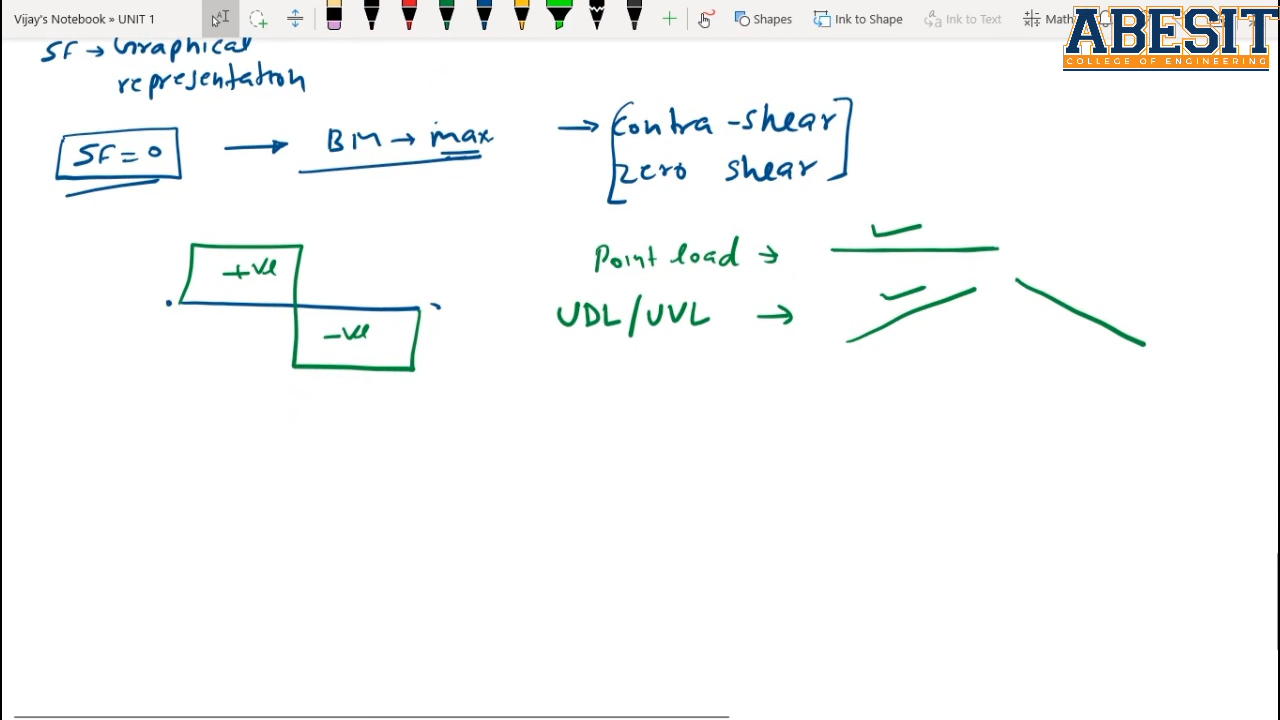 Vijay's Notebook » UNIT 1
Shapes
Ink to Shape
Ink to Text
Math
ABESIT
COLLEGE OF ENGINEERING
SF → Graphical
representation
SF = 0 → BM → max → [Contra-shear
zero shear]
+ve
-ve
Point load →
UDL/UVL →